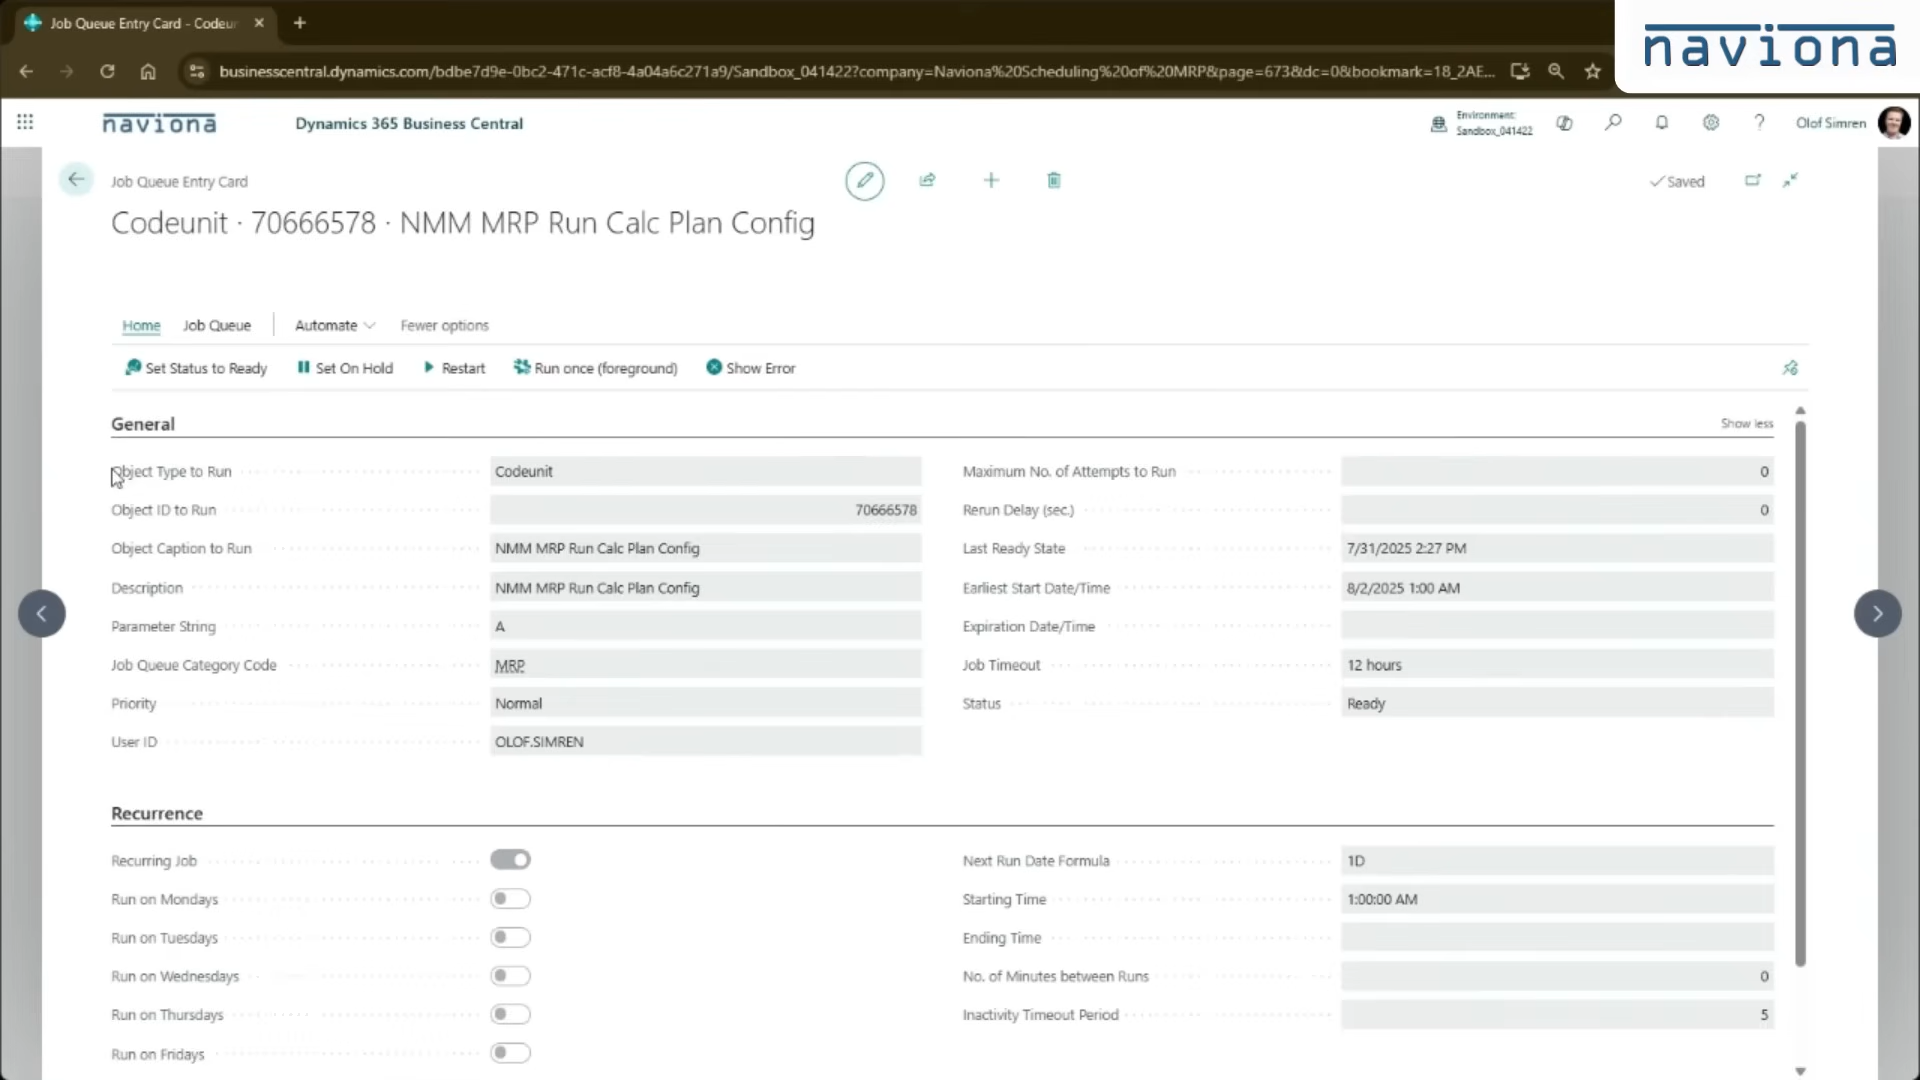 Job Queue Entry Card - Codeu
naviona
businesscentral.dynamics.com/bdbe7d9e-0bc2-471c-acf8-4a04a6c271a9/Sandbox_041422?company=Naviona%20Scheduling%20of%20MRP&page=673&dc=0&bookmark=18_2AE...
naviona
Dynamics 365 Business Central
Environment:
Sandbox_041422
Olof Simren
Job Queue Entry Card
Saved
Codeunit · 70666578 · NMM MRP Run Calc Plan Config
Home Job Queue Automate Fewer options
Set Status to Ready Set On Hold Restart Run once (foreground) Show Error
General
Show less
Object Type to Run Codeunit
Maximum No. of Attempts to Run 0
Object ID to Run 70666578
Rerun Delay (sec.) 0
Object Caption to Run NMM MRP Run Calc Plan Config
Last Ready State 7/31/2025 2:27 PM
Description NMM MRP Run Calc Plan Config
Earliest Start Date/Time 8/2/2025 1:00 AM
Parameter String A
Expiration Date/Time
Job Queue Category Code MRP
Job Timeout 12 hours
Priority Normal
Status Ready
User ID OLOF.SIMREN
Recurrence
Recurring Job
Next Run Date Formula 1D
Run on Mondays
Starting Time 1:00:00 AM
Run on Tuesdays
Ending Time
Run on Wednesdays
No. of Minutes between Runs 0
Run on Thursdays
Inactivity Timeout Period 5
Run on Fridays